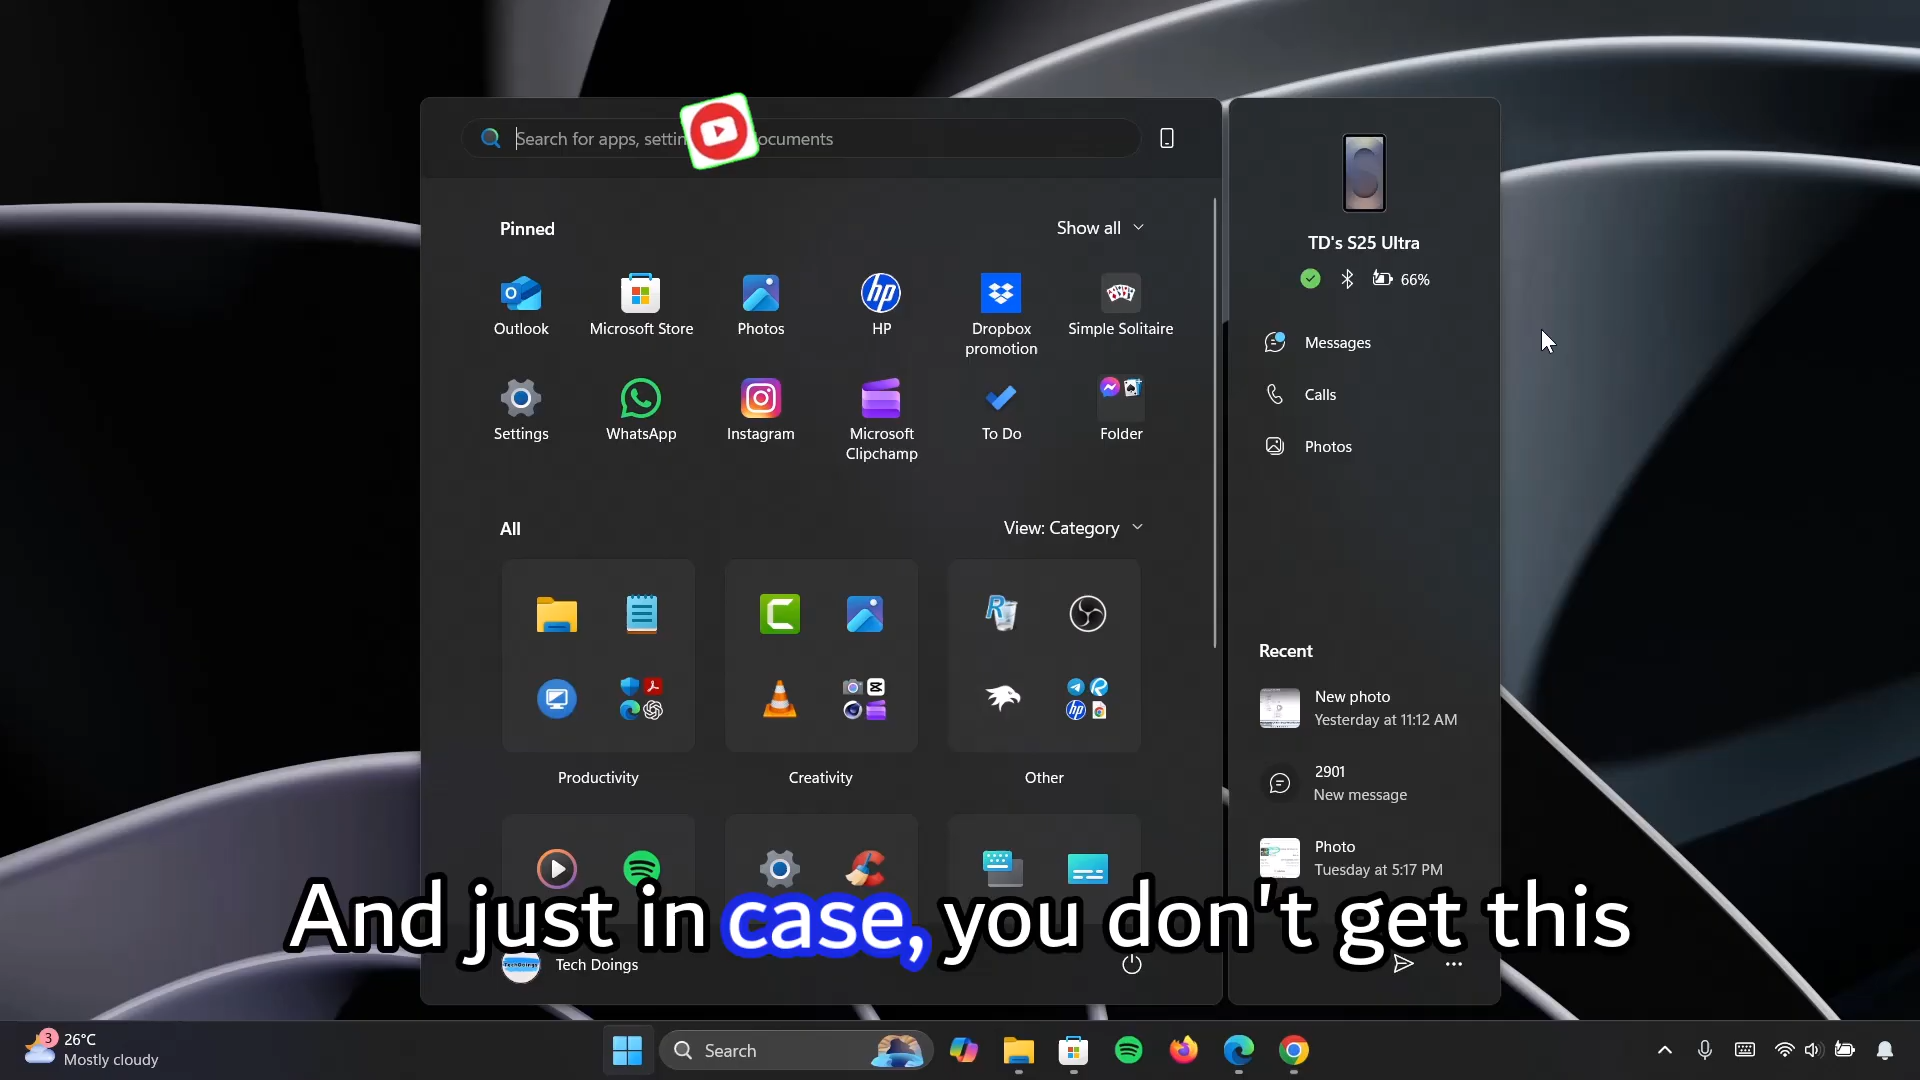 Search for apps, settin ocuments
Pinned
Show all
Outlook
Microsoft Store
Photos
HP
Dropbox promotion
Simple Solitaire
Settings
WhatsApp
Instagram
Microsoft Clipchamp
To Do
Folder
All
View: Category
Productivity
Creativity
Other
TD's S25 Ultra
66%
Messages
Calls
Photos
Recent
New photo
Yesterday at 11:12 AM
2901
New message
Photo
Tuesday at 5:17 PM
And just in case, you don't get this
Tech Doings
3
26°C
Mostly cloudy
Search